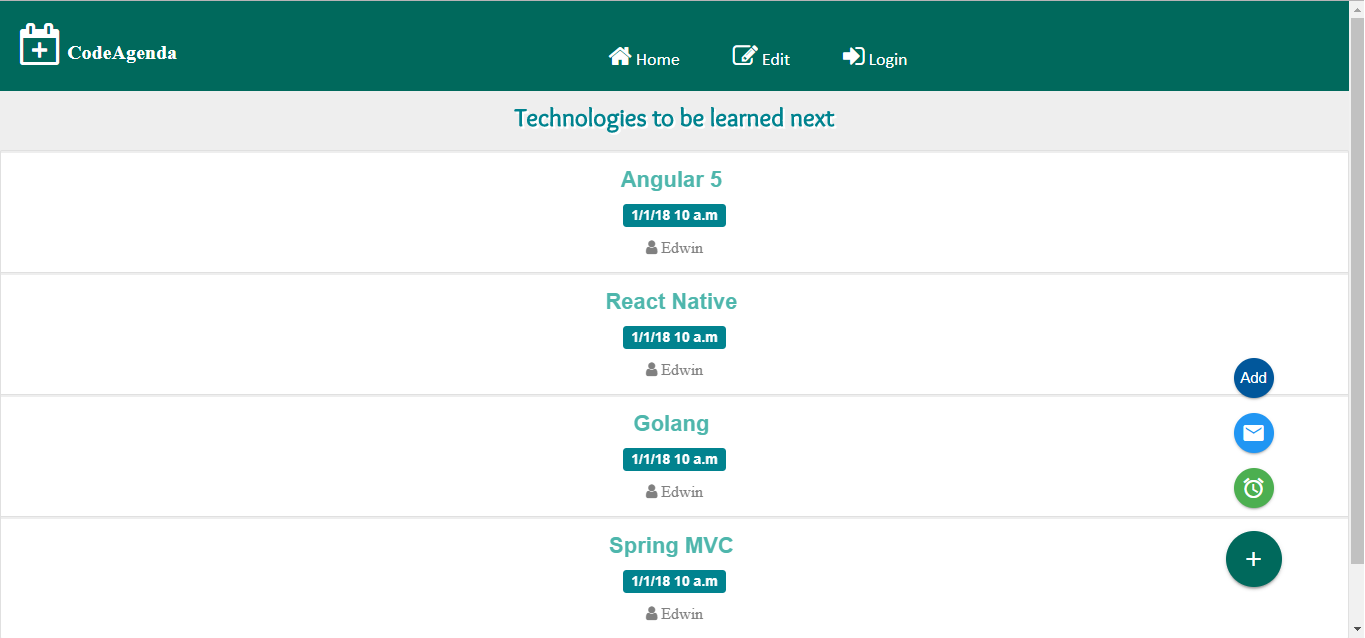 CodeAgenda
Home Edit Login
Technologies to be learned next
Angular 5
1/1/18 10 a.m
Edwin
React Native
1/1/18 10 a.m
Edwin
Add
Golang
1/1/18 10 a.m
Edwin
Spring MVC
1/1/18 10 a.m
Edwin